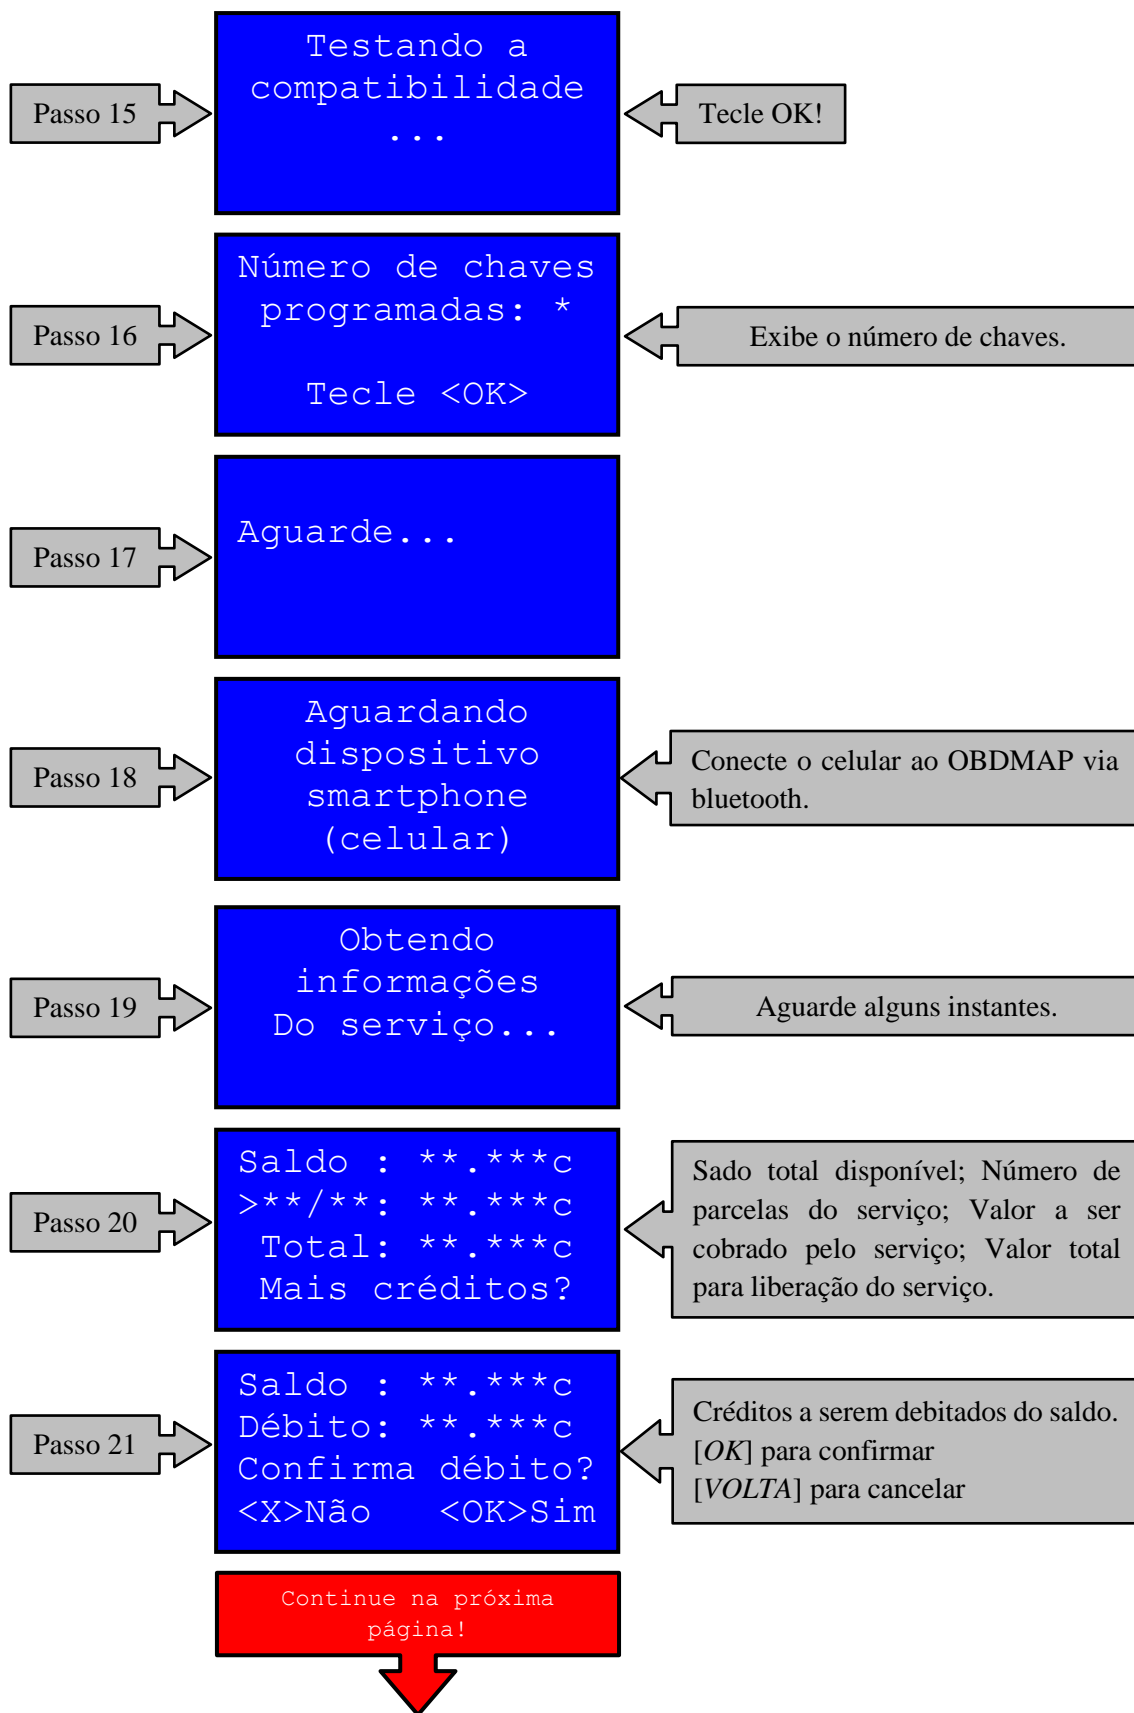 Passo 15
Testando a
compatibilidade
...
Tecle OK!
Passo 16
Número de chaves
programadas: *
Tecle <OK>
Exibe o número de chaves.
Passo 17
Aguarde...
Passo 18
Aguardando
dispositivo
smartphone
(celular)
Conecte o celular ao OBDMAP via
bluetooth.
Passo 19
Obtendo
informações
Do serviço...
Aguarde alguns instantes.
Passo 20
Saldo : **.***c
>**/**: **.***c
Total: **.***c
Mais créditos?
Sado total disponível; Número de
parcelas do serviço; Valor a ser
cobrado pelo serviço; Valor total
para liberação do serviço.
Passo 21
Saldo : **.***c
Débito: **.***c
Confirma débito?
<X>Não <OK>Sim
Créditos a serem debitados do saldo.
[OK] para confirmar
[VOLTA] para cancelar
Continue na próxima
página!